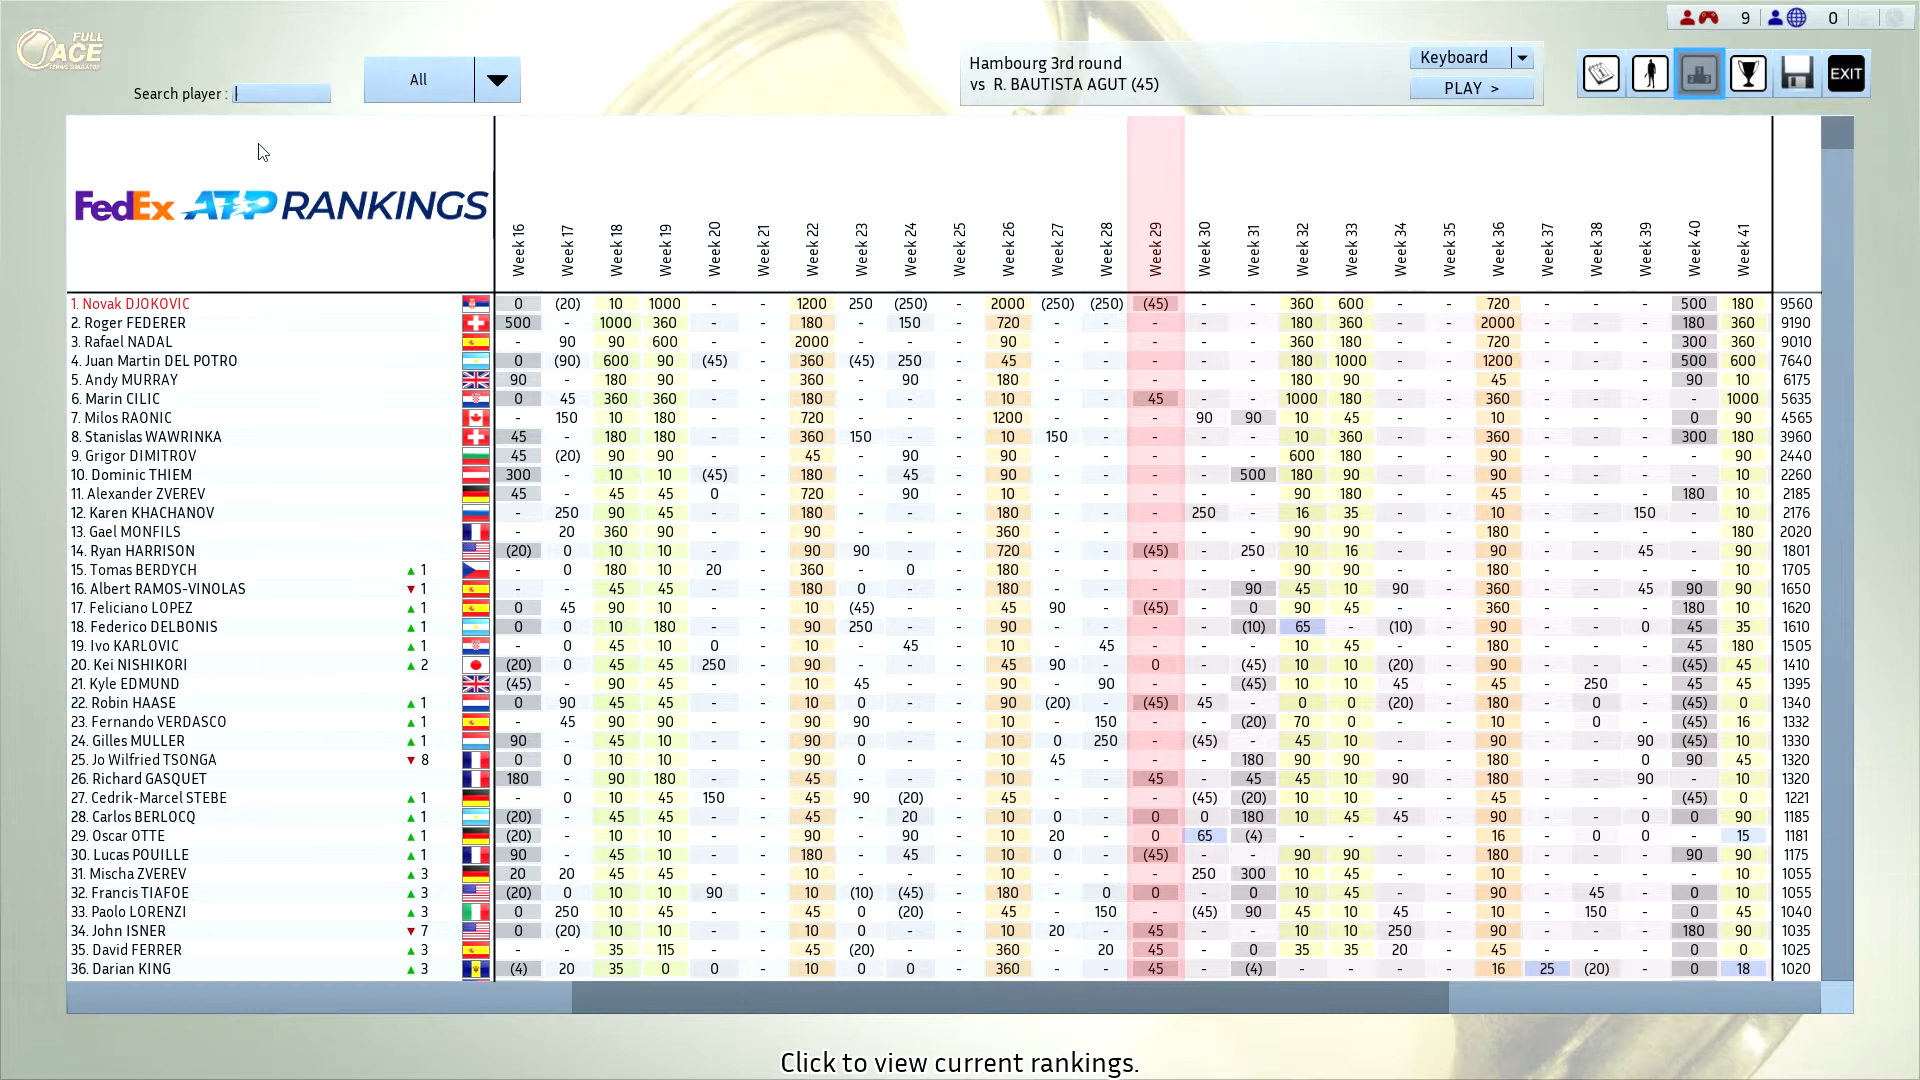 9 0
FULL ACE TENNIS SIMULATOR
Search player :
All
Hambourg 3rd round
vs R. BAUTISTA AGUT (45)
Keyboard
PLAY >
EXIT
FedEx ATP RANKINGS
Week 16 Week 17 Week 18 Week 19 Week 20 Week 21 Week 22 Week 23 Week 24 Week 25 Week 26 Week 27 Week 28 Week 29 Week 30 Week 31 Week 32 Week 33 Week 34 Week 35 Week 36 Week 37 Week 38 Week 39 Week 40 Week 41
1. Novak DJOKOVIC 0 (20) 10 1000 - - 1200 250 (250) - 2000 (250) (250) (45) - - 360 600 - - 720 - - - 500 180 9560
2. Roger FEDERER 500 - 1000 360 - - 180 - 150 - 720 - - - - - 180 360 - - 2000 - - - 180 360 9190
3. Rafael NADAL - 90 90 600 - - 2000 - - - 90 - - - - - 360 180 - - 720 - - - 300 360 9010
4. Juan Martin DEL POTRO 0 (90) 600 90 (45) - 360 (45) 250 - 45 - - - - - 180 1000 - - 1200 - - - 500 600 7640
5. Andy MURRAY 90 - 180 90 - - 360 - 90 - 180 - - - - - 180 90 - - 45 - - - 90 10 6175
6. Marin CILIC 0 45 360 360 - - 180 - - - 10 - - 45 - - 1000 180 - - 360 - - - - 1000 5635
7. Milos RAONIC - 150 10 180 - - 720 - - - 1200 - - - 90 90 10 45 - - 10 - - - 0 90 4565
8. Stanislas WAWRINKA 45 - 180 180 - - 360 150 - - 10 150 - - - - 10 360 - - 360 - - - 300 180 3960
9. Grigor DIMITROV 45 (20) 90 90 - - 45 - 90 - 90 - - - - - 600 180 - - 90 - - - - 90 2440
10. Dominic THIEM 300 - 10 10 (45) - 180 - 45 - 90 - - - - 500 180 90 - - 90 - - - - 10 2260
11. Alexander ZVEREV 45 - 45 45 0 - 720 - 90 - 10 - - - - - 90 180 - - 45 - - - 180 10 2185
12. Karen KHACHANOV - 250 90 45 - - 180 - - - 180 - - - 250 - 16 35 - - 10 - - 150 - 10 2176
13. Gael MONFILS - 20 360 90 - - 90 - - - 360 - - - - - 90 90 - - 180 - - - - 180 2020
14. Ryan HARRISON (20) 0 10 10 - - 90 90 - - 720 - - (45) - 250 10 16 - - 90 - - 45 - 90 1801
15. Tomas BERDYCH 1 - 0 180 10 20 - 360 - 0 - 180 - - - - - 90 90 - - 180 - - - - 10 1705
16. Albert RAMOS-VINOLAS 1 - - 45 45 - - 180 0 - - 180 - - - - 90 45 10 90 - 360 - - 45 90 90 1650
17. Feliciano LOPEZ 1 0 45 90 10 - - 10 (45) - - 45 90 - (45) - 0 90 45 - - 360 - - - 180 10 1620
18. Federico DELBONIS 1 0 0 10 180 - - 90 250 - - 90 - - - - (10) 65 - (10) - 90 - - 0 45 35 1610
19. Ivo KARLOVIC 1 - 0 45 10 0 - 10 - 45 - 10 - 45 - - - 10 45 - - 180 - - - 45 180 1505
20. Kei NISHIKORI 2 (20) 0 45 45 250 - 90 - - - 45 90 - 0 - (45) 10 10 (20) - 90 - - - (45) 45 1410
21. Kyle EDMUND (45) - 90 45 - - 10 45 - - 90 - 90 - - (45) 10 10 45 - 45 - 250 - 45 45 1395
22. Robin HAASE 1 0 90 45 45 - - 10 0 - - 90 (20) - (45) 45 - 0 0 (20) - 180 - 0 - (45) 0 1340
23. Fernando VERDASCO 1 - 45 90 90 - - 90 90 - - 10 - 150 - - (20) 70 0 - - 10 - 0 - (45) 16 1332
24. Gilles MULLER 1 90 - 45 10 - - 90 0 - - 10 0 250 - (45) - 45 10 - - 90 - - 90 (45) 10 1330
25. Jo Wilfried TSONGA 8 0 0 10 10 - - 90 0 - - 10 45 - - - 180 90 90 - - 180 - - 0 90 45 1320
26. Richard GASQUET 180 - 90 180 - - 45 - - - 10 - - 45 - 45 45 10 90 - 180 - - 90 - 10 1320
27. Cedrik-Marcel STEBE 1 - 0 10 45 150 - 45 90 (20) - 45 - - - (45) (20) 10 10 - - 45 - - - (45) 0 1221
28. Carlos BERLOCQ 1 (20) - 45 45 - - 45 - 20 - 10 0 - 0 0 180 10 45 45 - 90 - - 0 0 90 1185
29. Oscar OTTE 1 (20) - 10 10 - - 90 - 90 - 10 20 - 0 65 (4) - - - - 16 - 0 0 - 15 1181
30. Lucas POUILLE 1 90 - 45 10 - - 180 - 45 - 10 0 - (45) - - 90 90 - - 180 - - - 90 90 1175
31. Mischa ZVEREV 3 20 20 45 45 - - 10 - - - 10 - - - 250 300 10 45 - - 10 - - - - 10 1055
32. Francis TIAFOE 3 (20) 0 10 10 90 - 10 (10) (45) - 180 - 0 0 - 0 10 45 - - 90 - 45 - 0 10 1055
33. Paolo LORENZI 3 0 250 10 45 - - 45 0 (20) - 45 - 150 - (45) 90 45 10 45 - 10 - 150 - 0 45 1040
34. John ISNER 7 0 (20) 10 10 - - 10 0 - - 10 20 - 45 - - 10 10 250 - 90 - - - 180 90 1035
35. David FERRER 3 - - 35 115 - - 45 (20) - - 360 - 20 45 - 0 35 35 20 - 45 - - - 0 0 1025
36. Darian KING 3 (4) 20 35 0 0 - 10 0 0 - 360 - - 45 - (4) - - - - 16 25 (20) - 0 18 1020
Click to view current rankings.